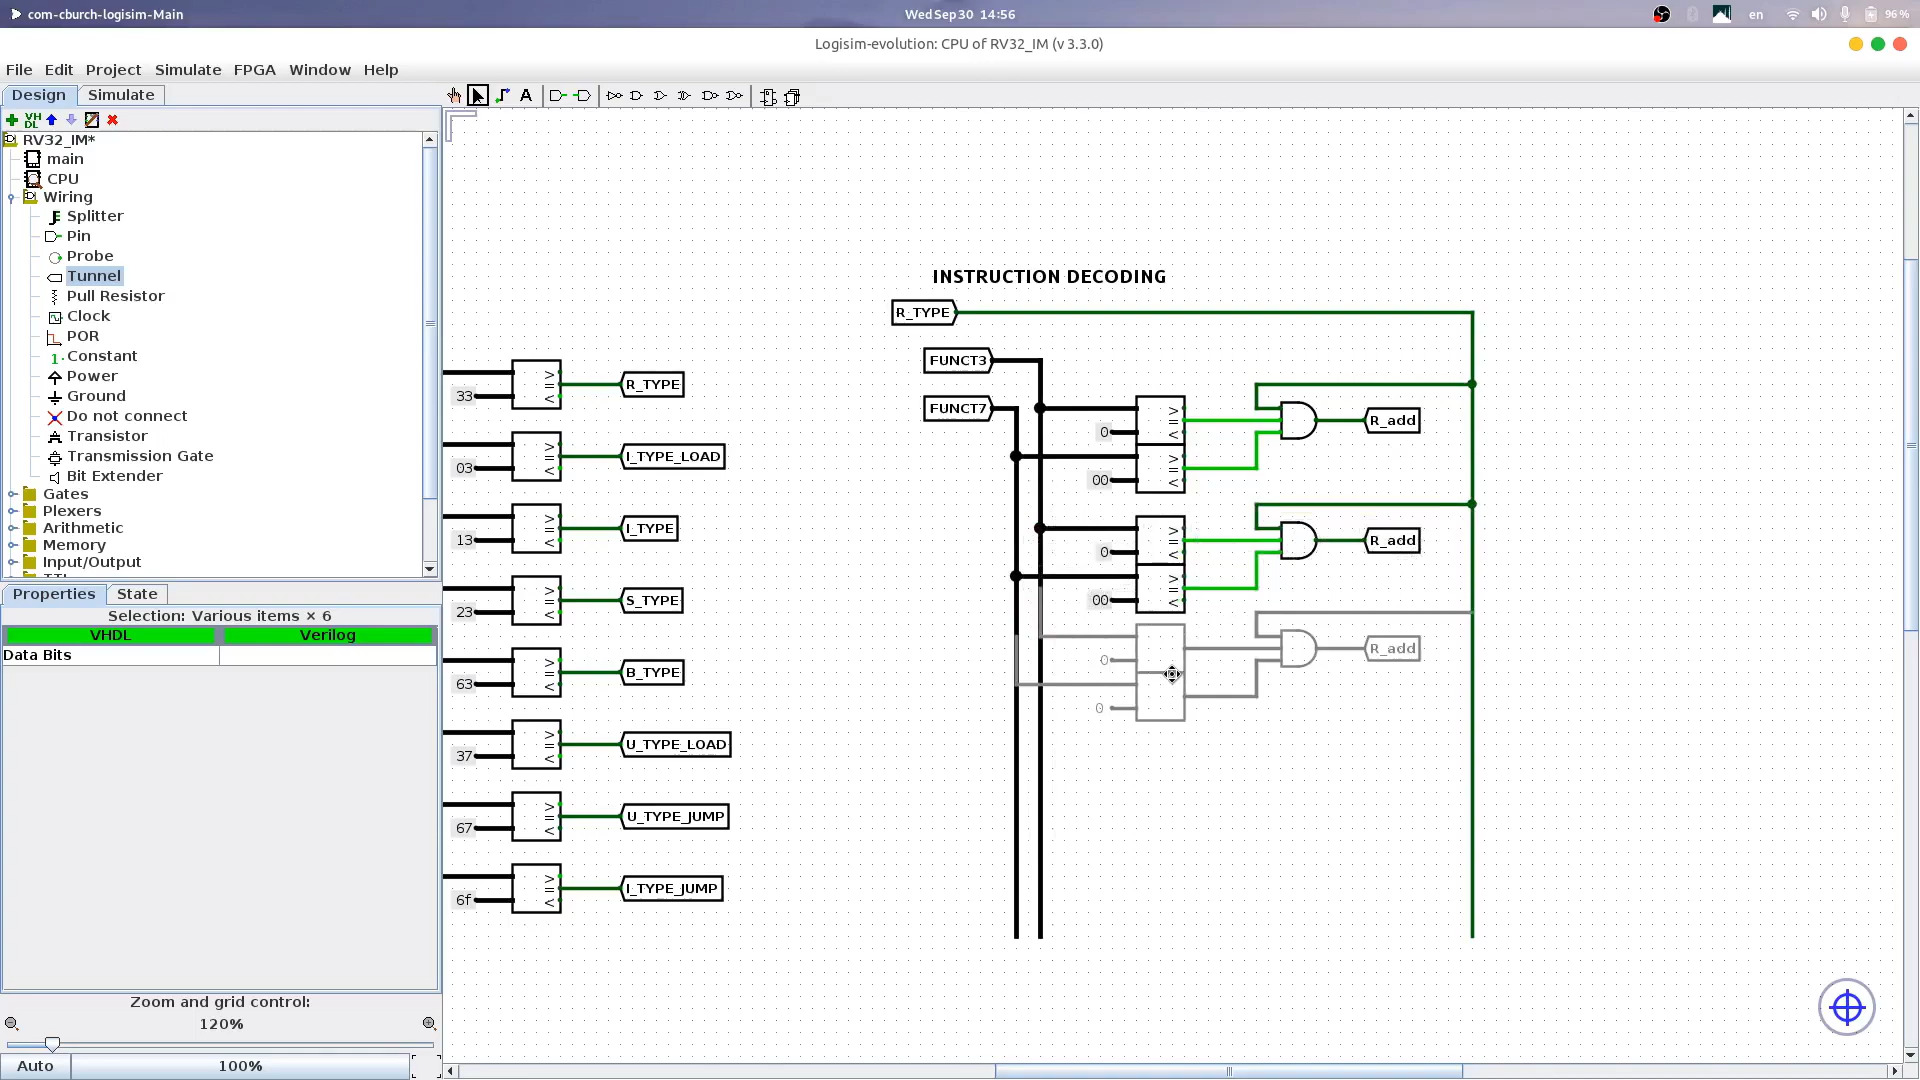 com-cburch-logisim-Main
Wed Sep 30 14:56
en
96 %
Logisim-evolution: CPU of RV32_IM (v 3.3.0)
File Edit Project Simulate FPGA Window Help
Design Simulate
A
VH
DL
RV32_IM*
main
CPU
Wiring
Splitter
Pin
Probe
Tunnel
Pull Resistor
Clock
POR
Constant
Power
Ground
Do not connect
Transistor
Transmission Gate
Bit Extender
Gates
Plexers
Arithmetic
Memory
Input/Output
Properties State
Selection: Various items × 6
VHDL Verilog
Data Bits
Zoom and grid control:
120%
Auto 100%
33 > = < R_TYPE
03 > = < I_TYPE_LOAD
13 > = < I_TYPE
23 > = < S_TYPE
63 > = < B_TYPE
37 > = < U_TYPE_LOAD
67 > = < U_TYPE_JUMP
6f > = < I_TYPE_JUMP
INSTRUCTION DECODING
R_TYPE
FUNCT3
FUNCT7
0 > = < R_add
00 > = <
0 > = < R_add
00 > = <
0 R_add
0